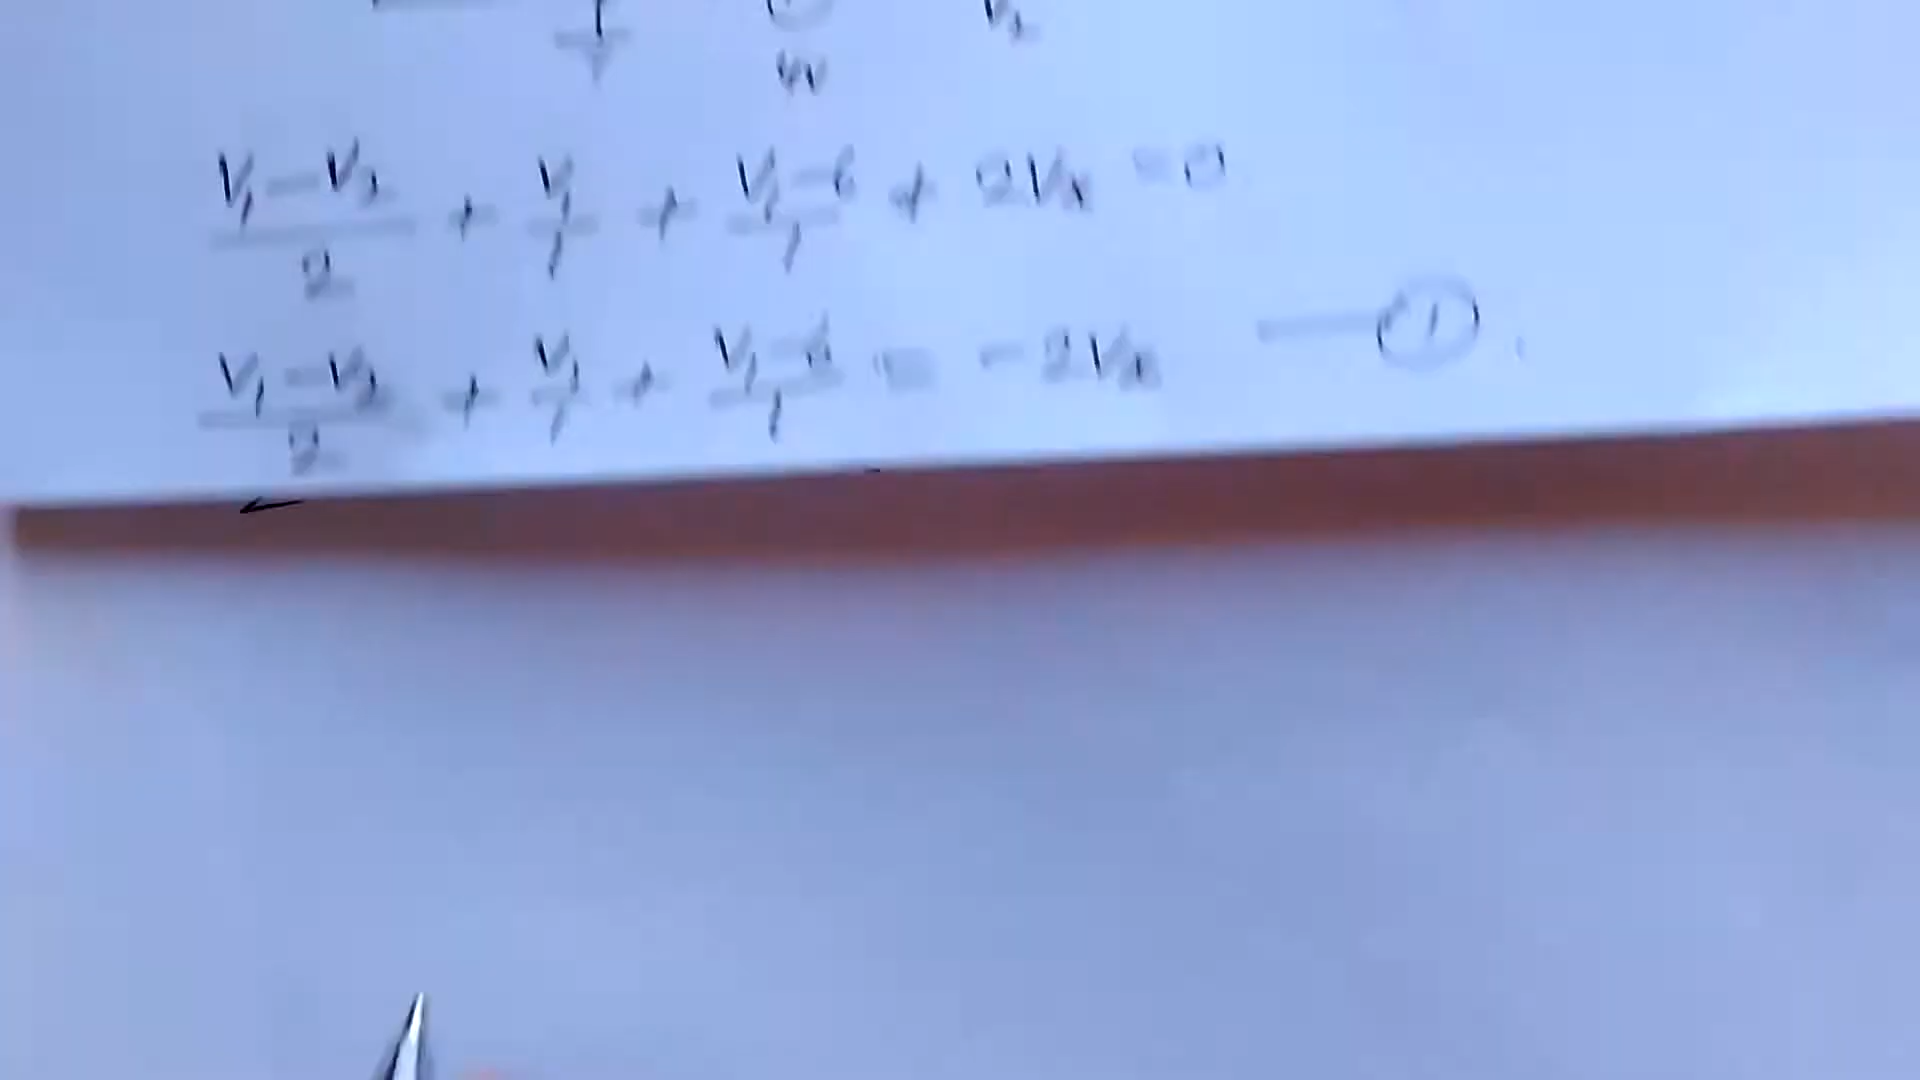 4V
V₁-V₂/2 + V₁/1 + V₁-6/1 + 2Vₓ = 0
V₁-V₂/2 + V₁/1 + V₁-6/1 = -2Vₓ —①